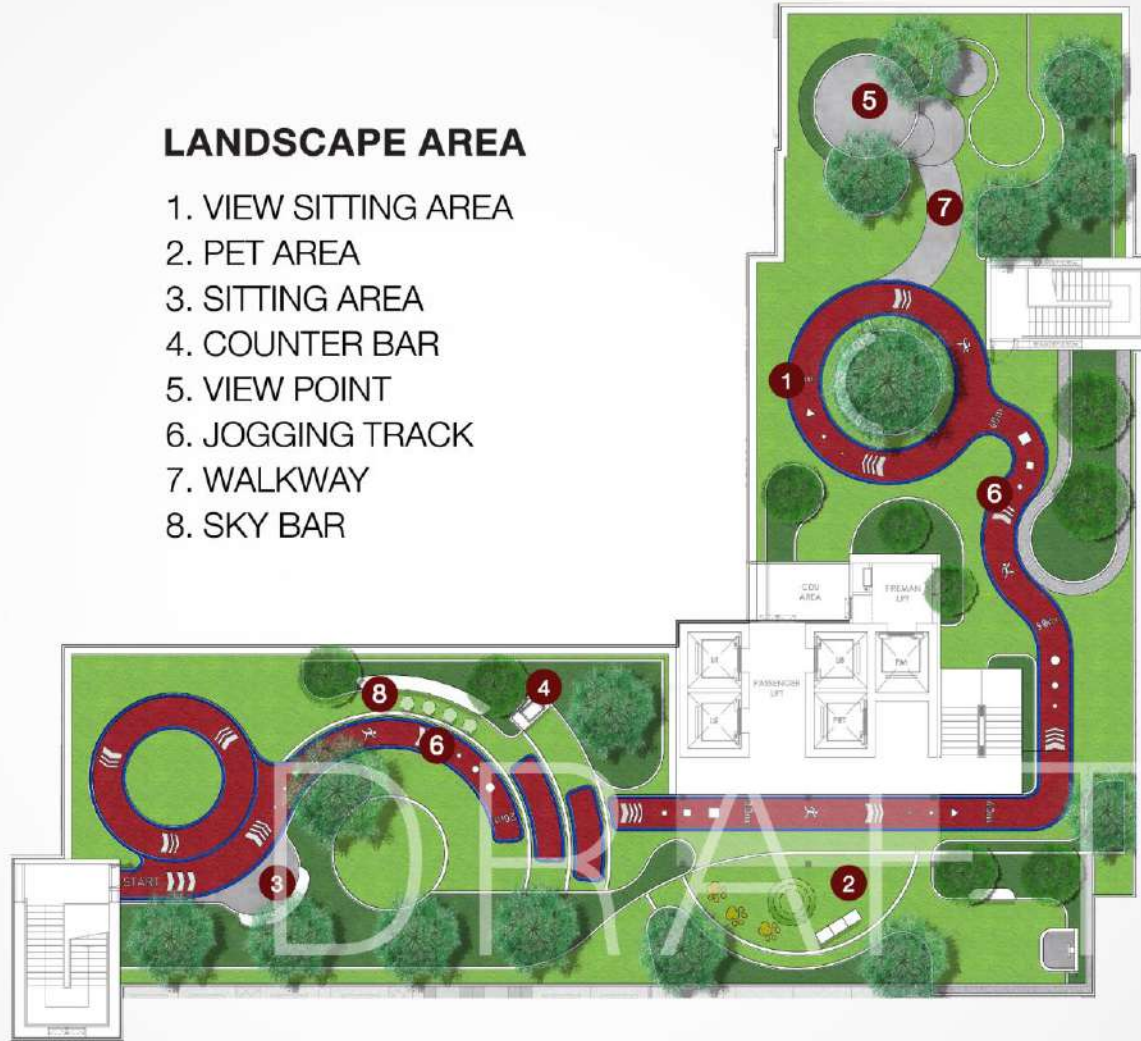 LANDSCAPE AREA
1. VIEW SITTING AREA
2. PET AREA
3. SITTING AREA
4. COUNTER BAR
5. VIEW POINT
6. JOGGING TRACK
7. WALKWAY
8. SKY BAR
5
7
1
6
CDU
AREA
FIREMAN
LIFT
PASSENGER
LIFT
8
4
6
START
3
2
DRAFT